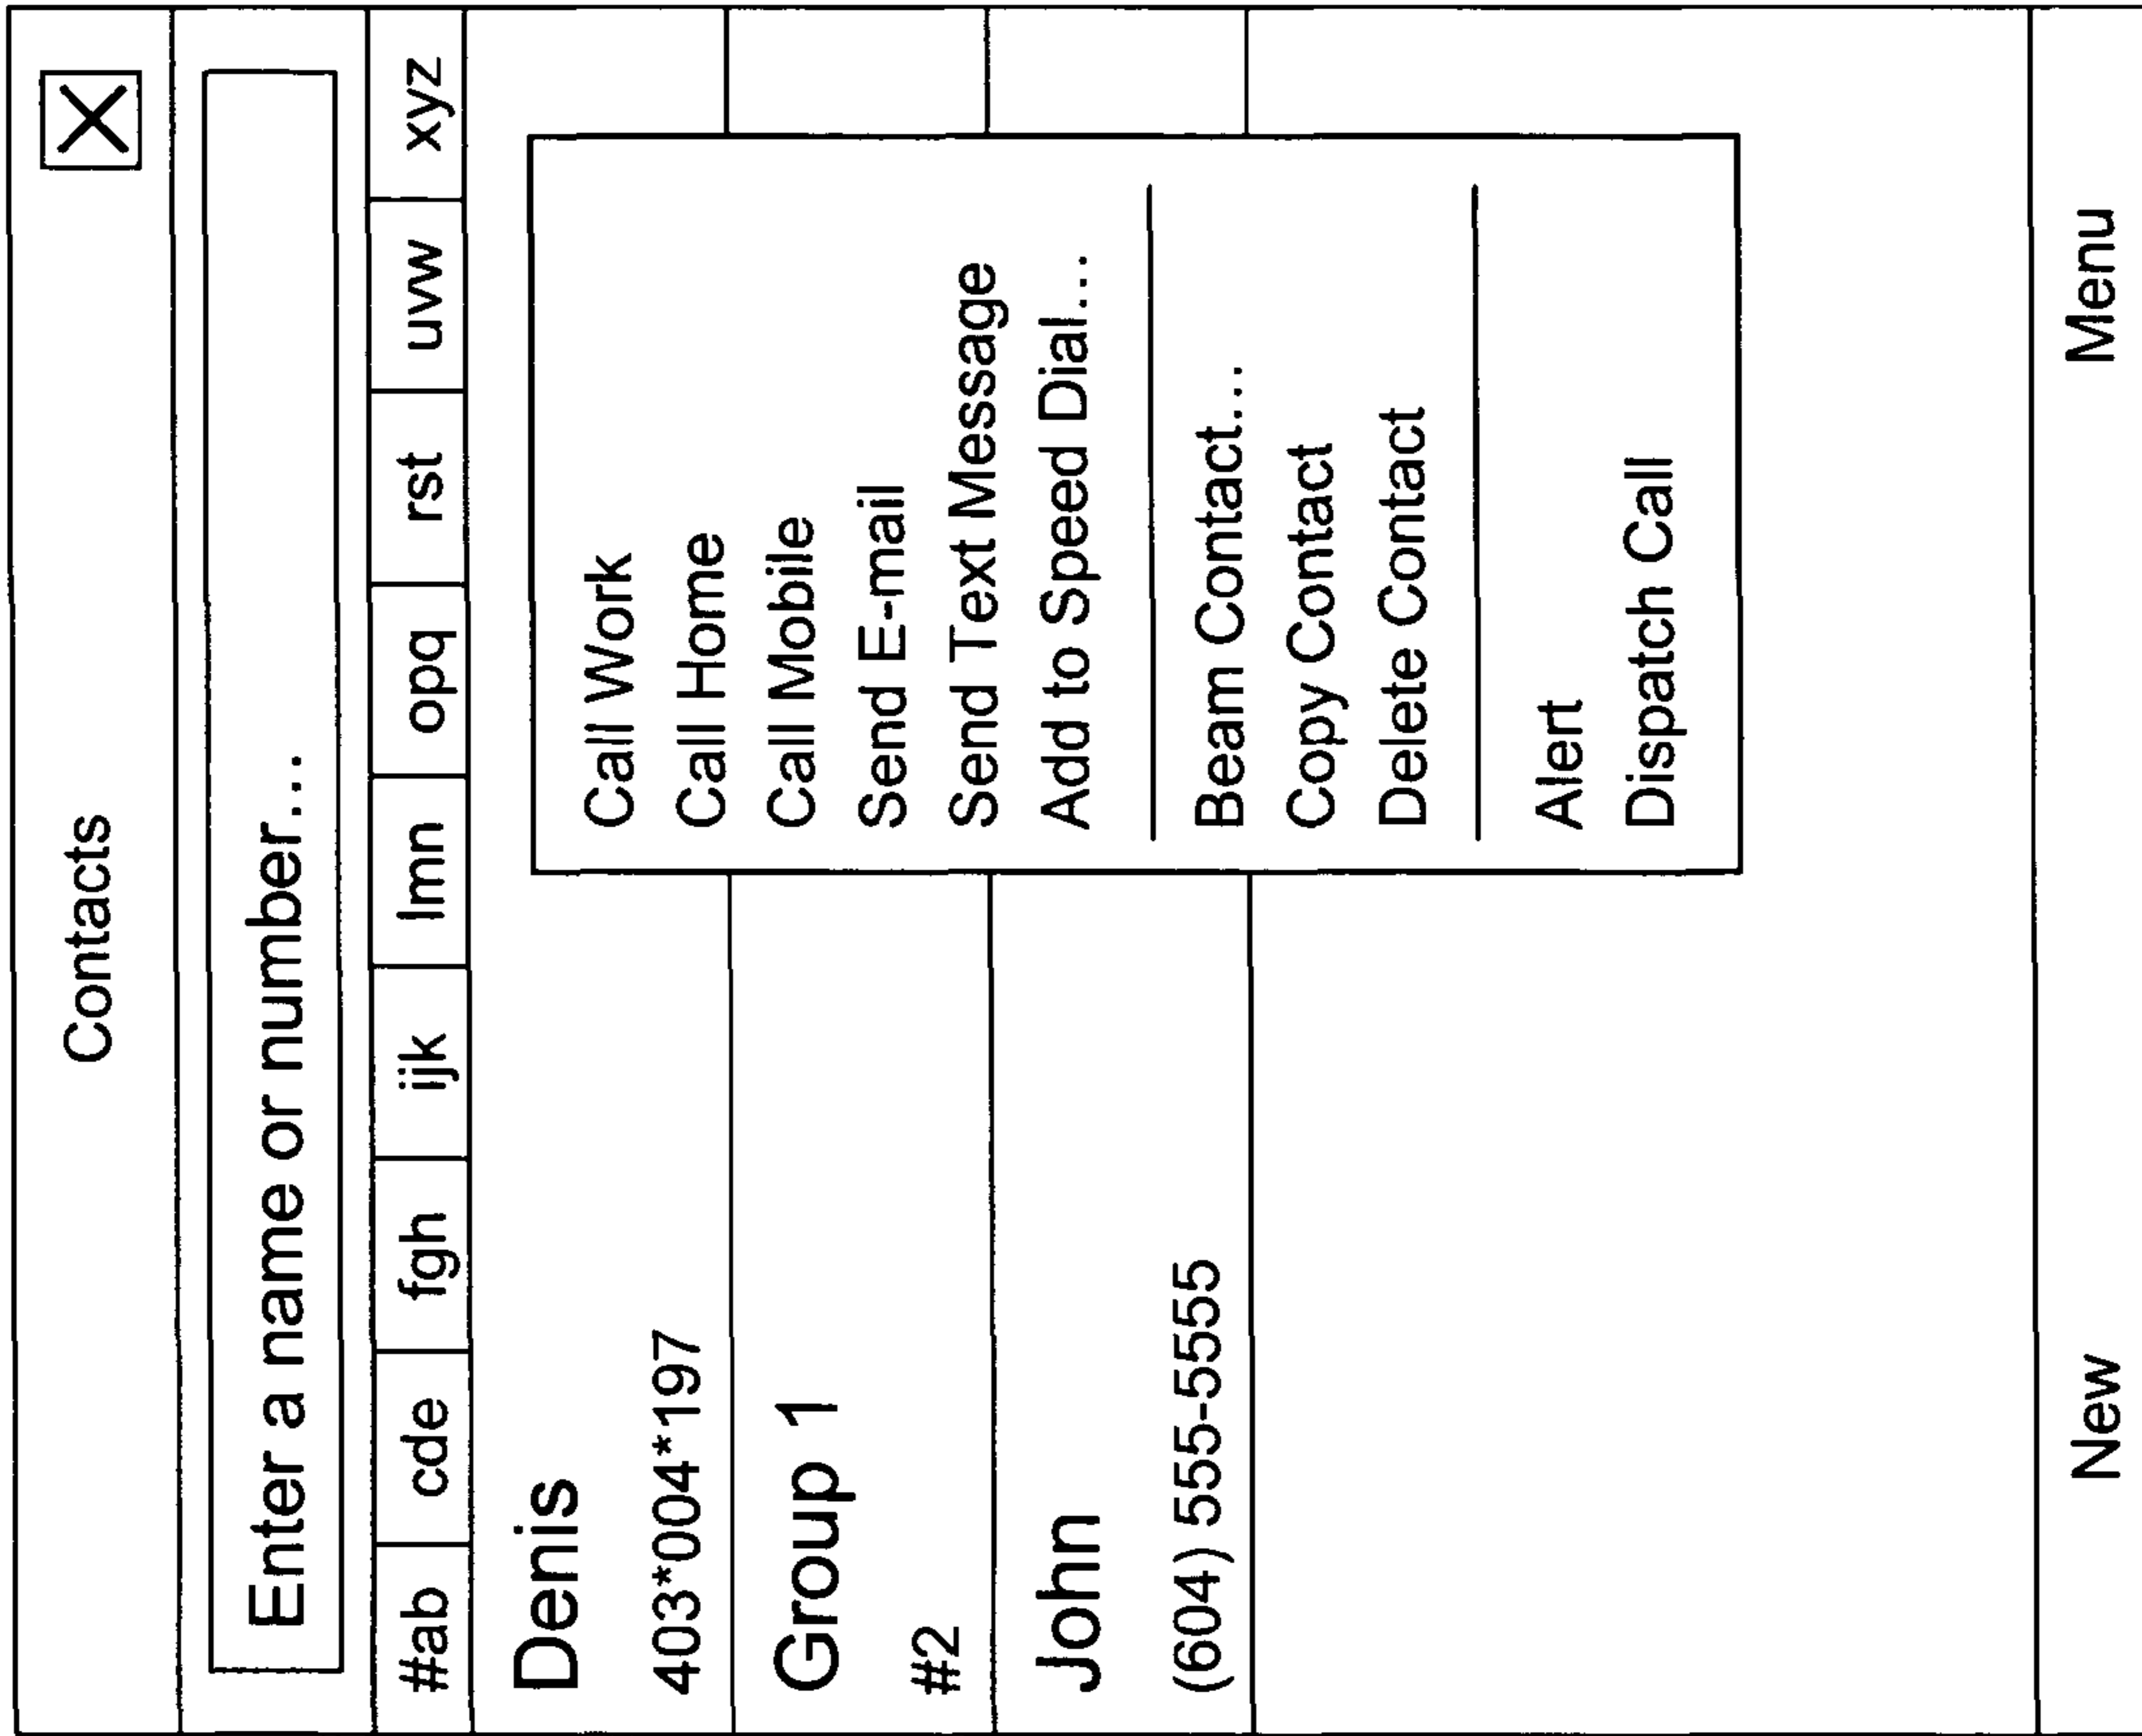 Contacts X
Enter a name or number...
#ab cde fgh ijk lmn opq rst uvw xyz
Denis
403*004*197
Group 1
#2
John
(604) 555-5555
Call Work
Call Home
Call Mobile
Send E-mail
Send Text Message
Add to Speed Dial...
Beam Contact...
Copy Contact
Delete Contact
Alert
Dispatch Call
New Menu